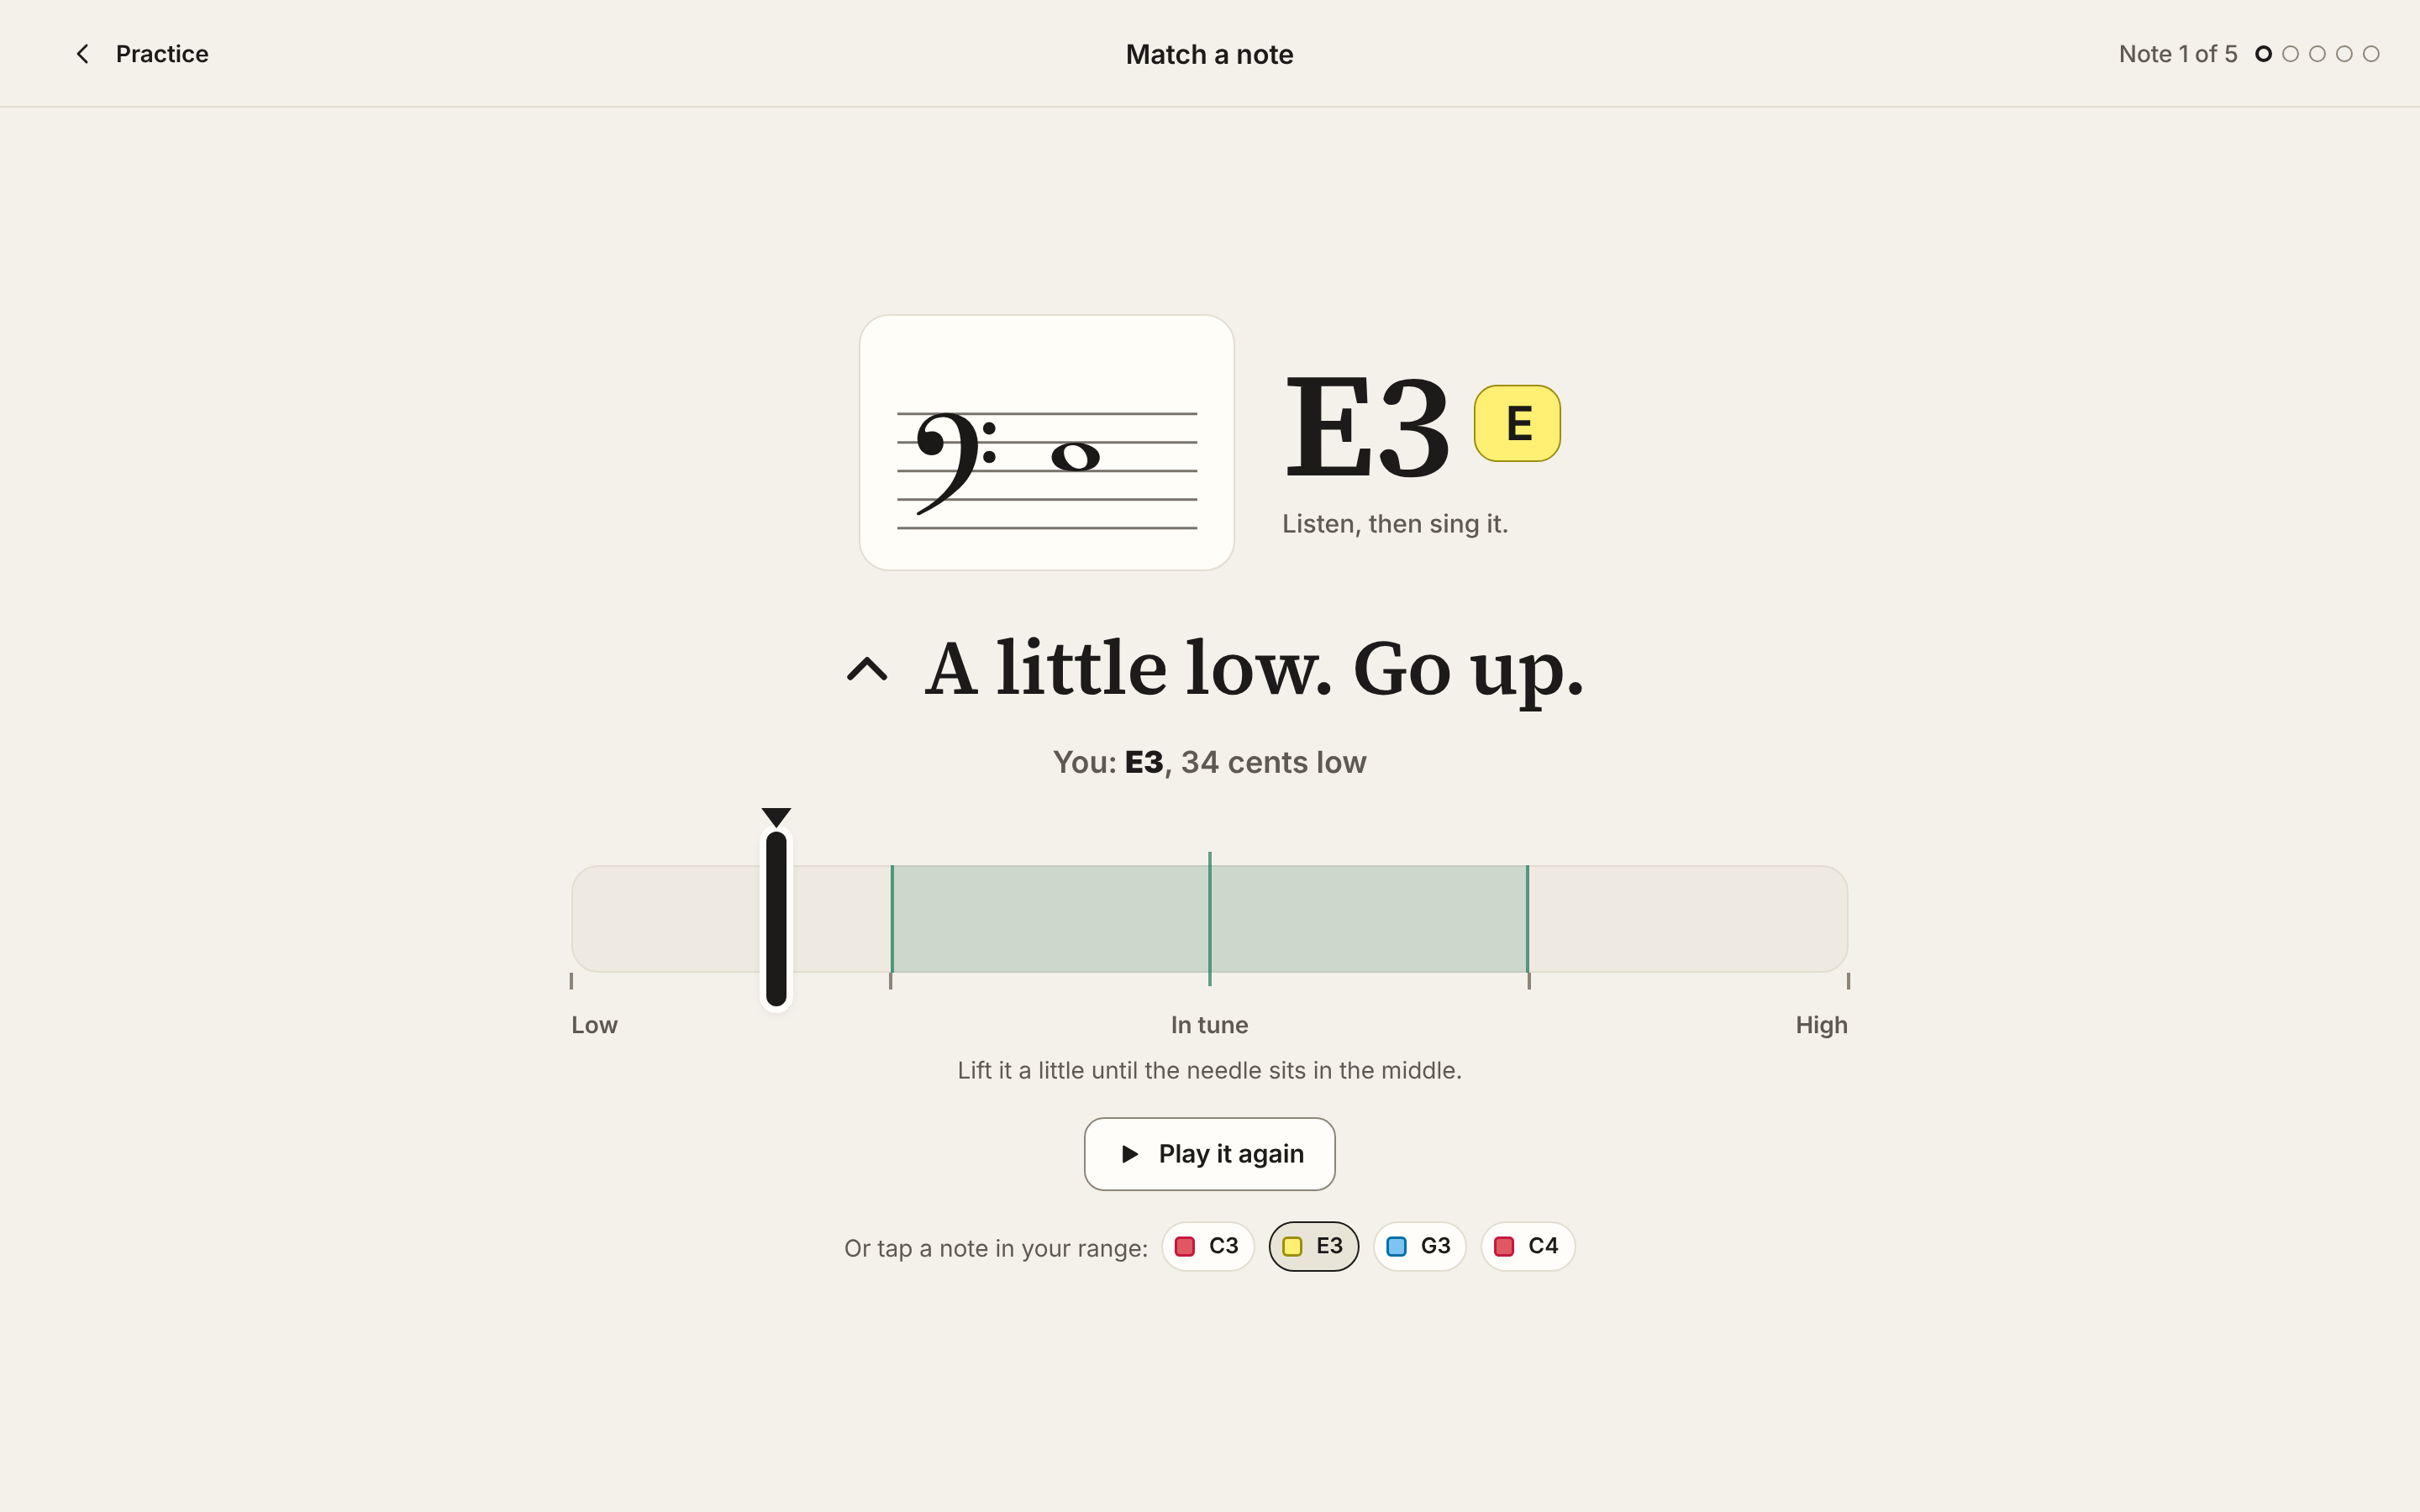 Practice
Match a note
Note 1 of 5
E3
E
Listen, then sing it.
A little low. Go up.
You: E3, 34 cents low
Low
In tune
High
Lift it a little until the needle sits in the middle.
Play it again
Or tap a note in your range: C3 E3 G3 C4